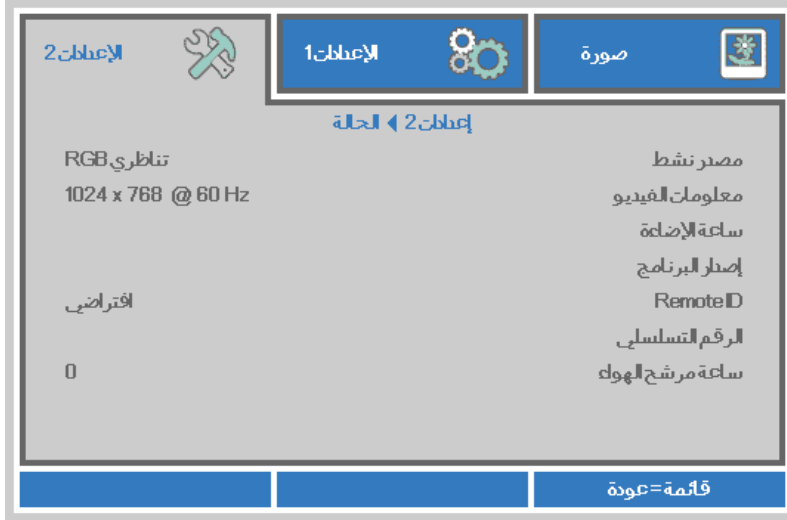 صورة
الإعدادات1
الإعدادات2
إعدادات2 ◀ الحالة
مصدر نشط تناظري RGB
معلومات الفيديو 1024 x 768 @ 60 Hz
ساعة الإضاءة
إصدار البرنامج
Remote ID افتراضي
الرقم التسلسلي
ساعة مرشح الهواء 0
قائمة=عودة